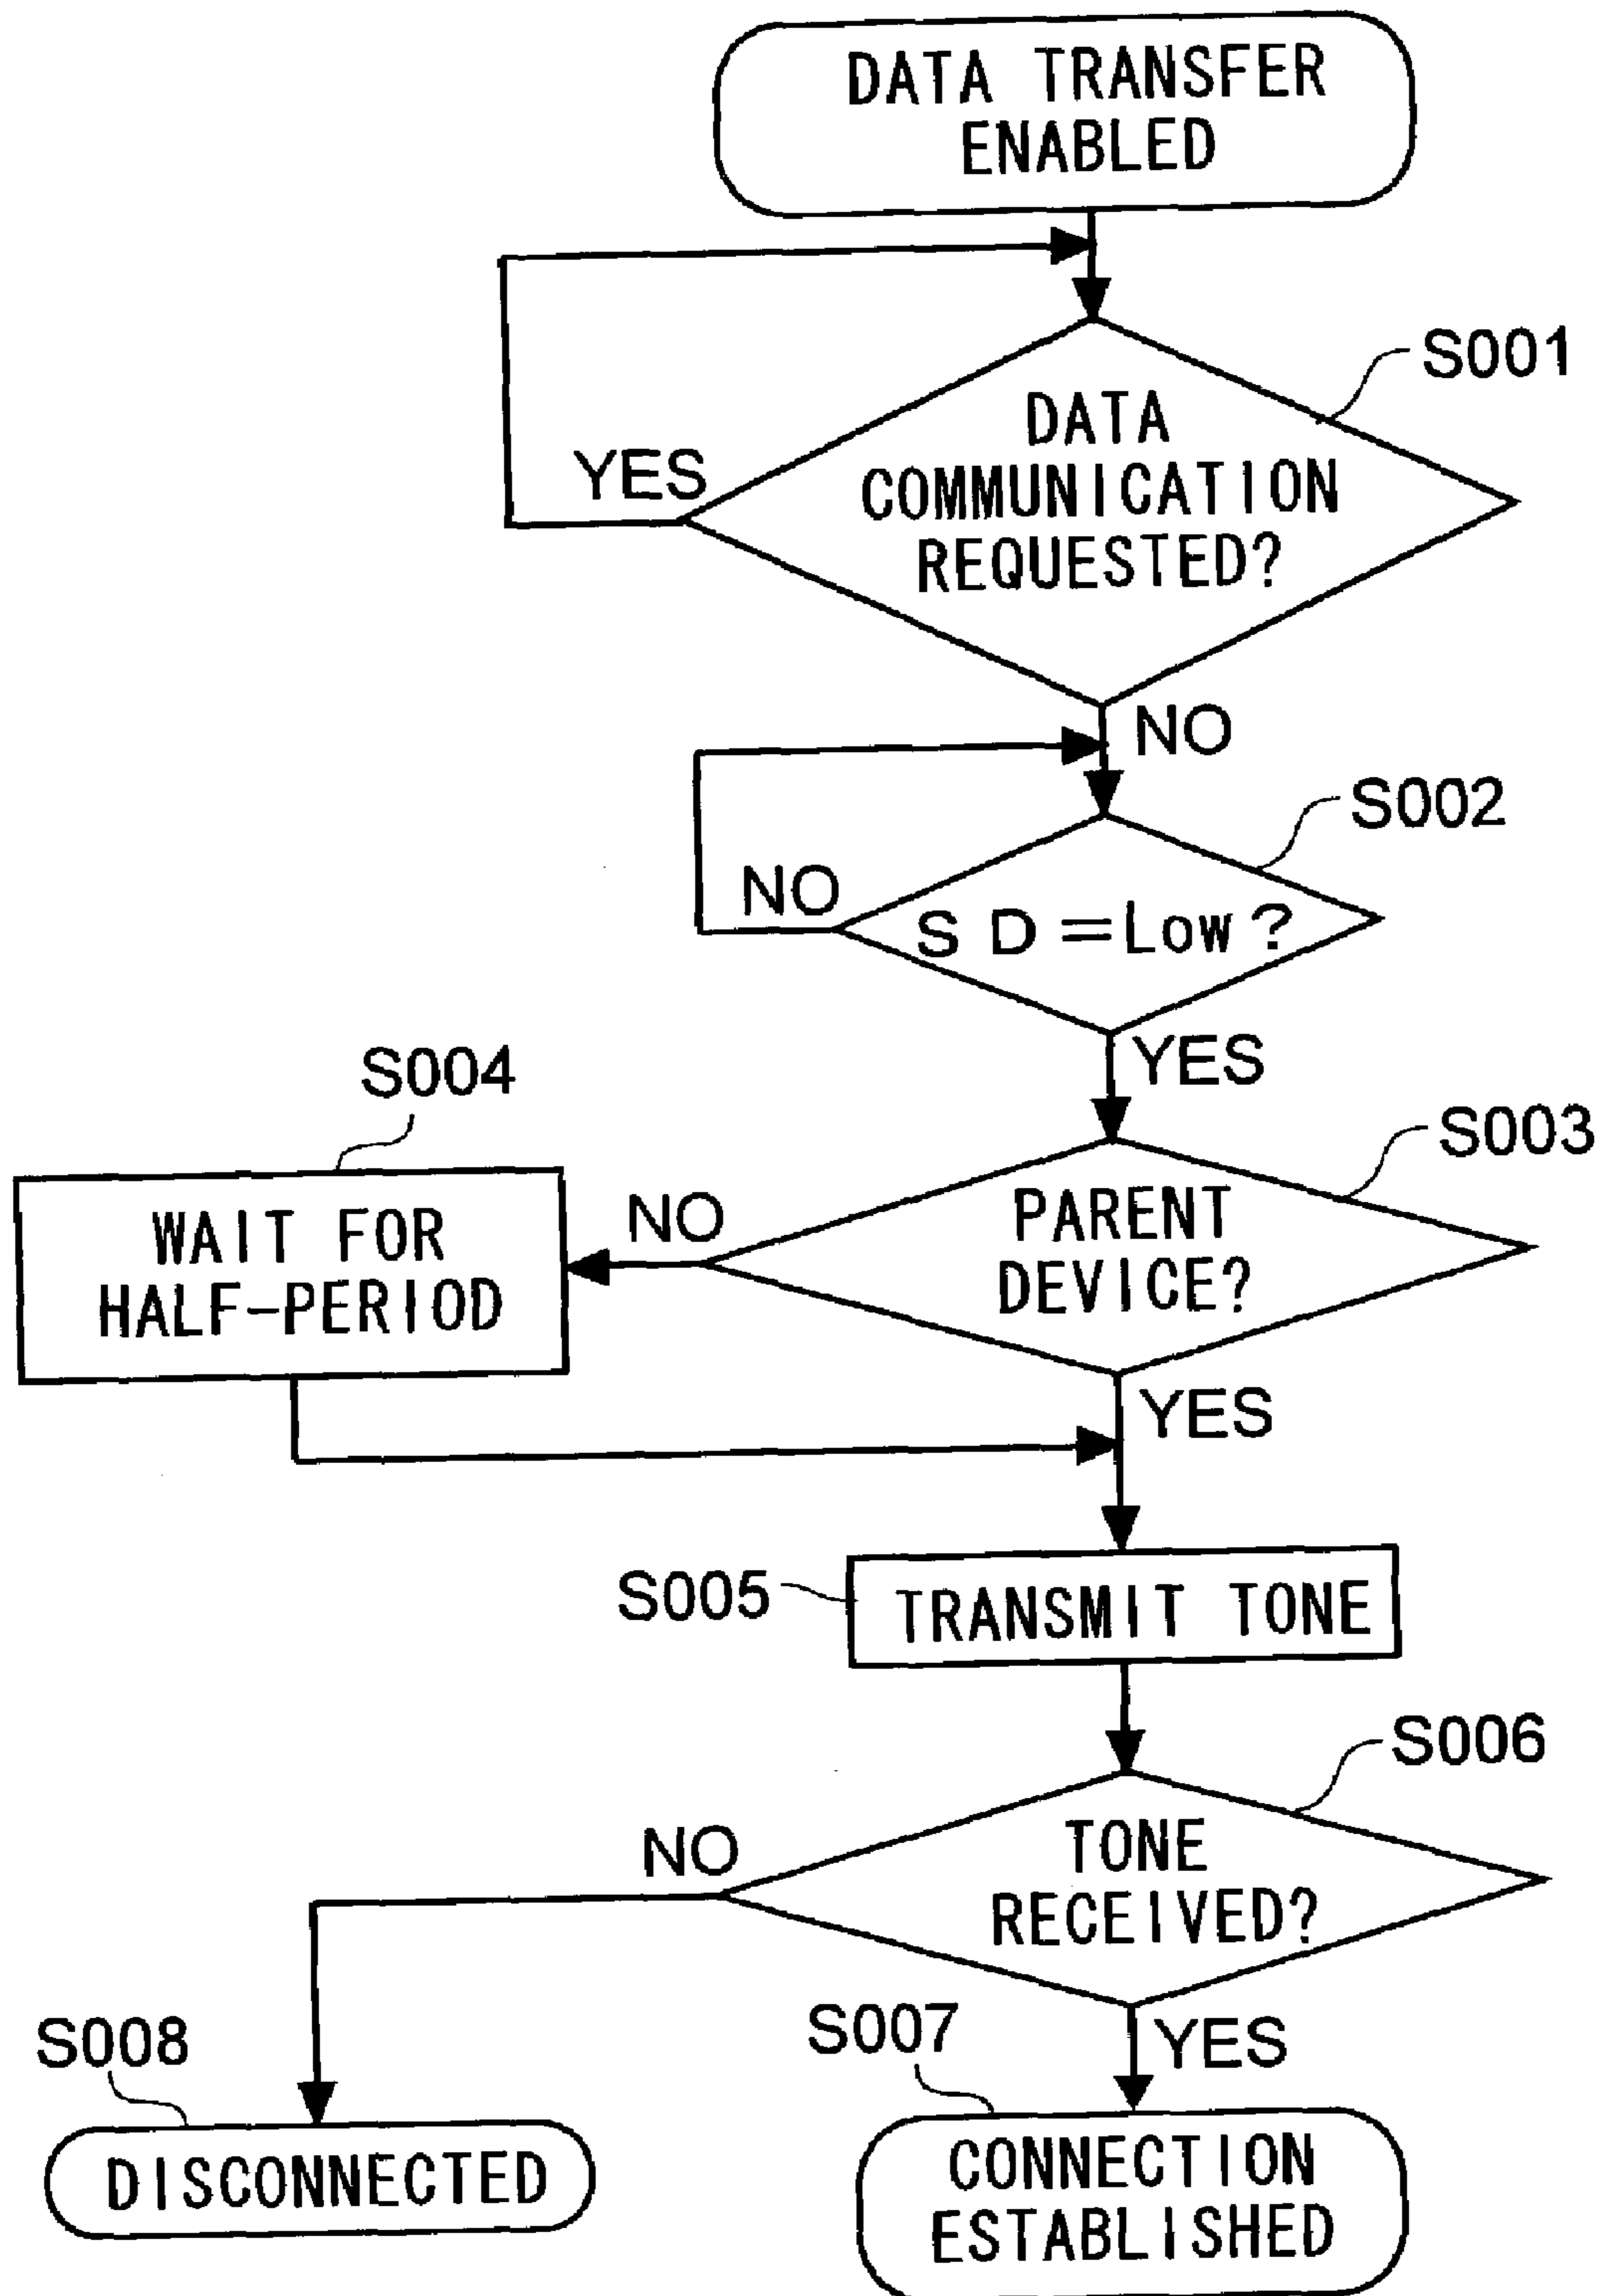 DATA TRANSFER
ENABLED
S001
DATA
COMMUNICATION
REQUESTED?
YES
NO
S002
NO
SD=Low?
YES
S004
S003
WAIT FOR
HALF-PERIOD
NO
PARENT
DEVICE?
YES
S005
TRANSMIT TONE
S006
NO
TONE
RECEIVED?
S008
S007
YES
DISCONNECTED
CONNECTION
ESTABLISHED